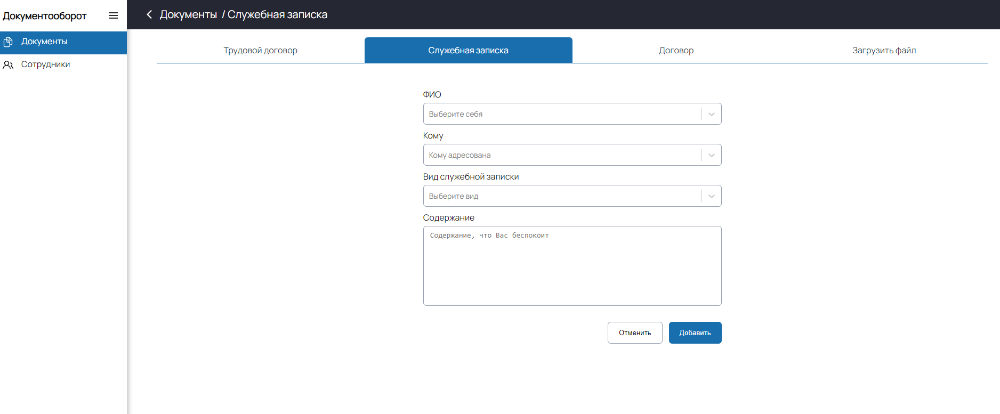 Документооборот
Документы
Сотрудники
Документы / Служебная записка
Трудовой договор
Служебная записка
Договор
Загрузить файл
ФИО
Выберите себя
Кому
Кому адресована
Вид служебной записки
Выберите вид
Содержание
Содержание, что Вас беспокоит
Отменить
Добавить